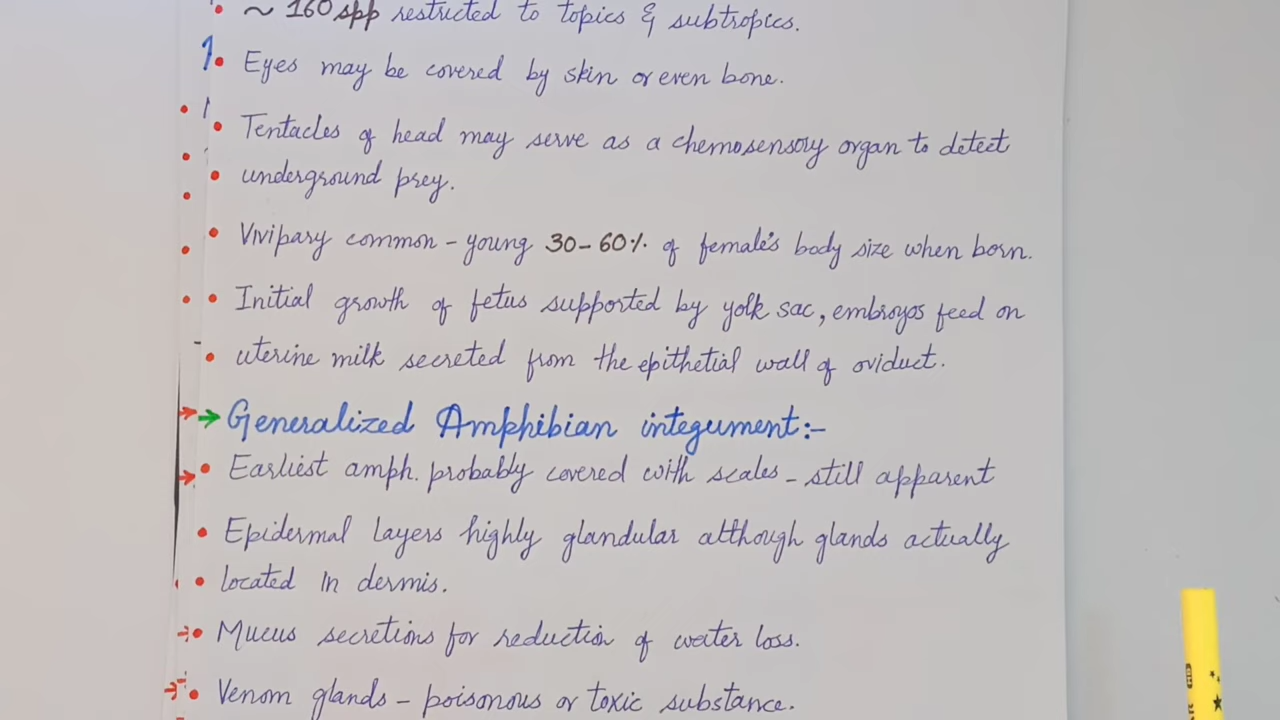 ~ 160 spp restricted to topics & subtropics.
Eyes may be covered by skin or even bone.
Tentacles of head may serve as a chemosensory organ to detect
underground prey.
Vivipary common - young 30-60% of female's body size when born.
Initial growth of fetus supported by yolk sac, embroyos feed on
uterine milk secreted from the epithetial wall of oviduct.
→ Generalized Amphibian integument:-
Earliest amph. probably covered with scales - still apparent
Epidermal layers highly glandular although glands actually
located in dermis.
Mucus secretions for reduction of water loss.
Venom glands - poisonous or toxic substance.